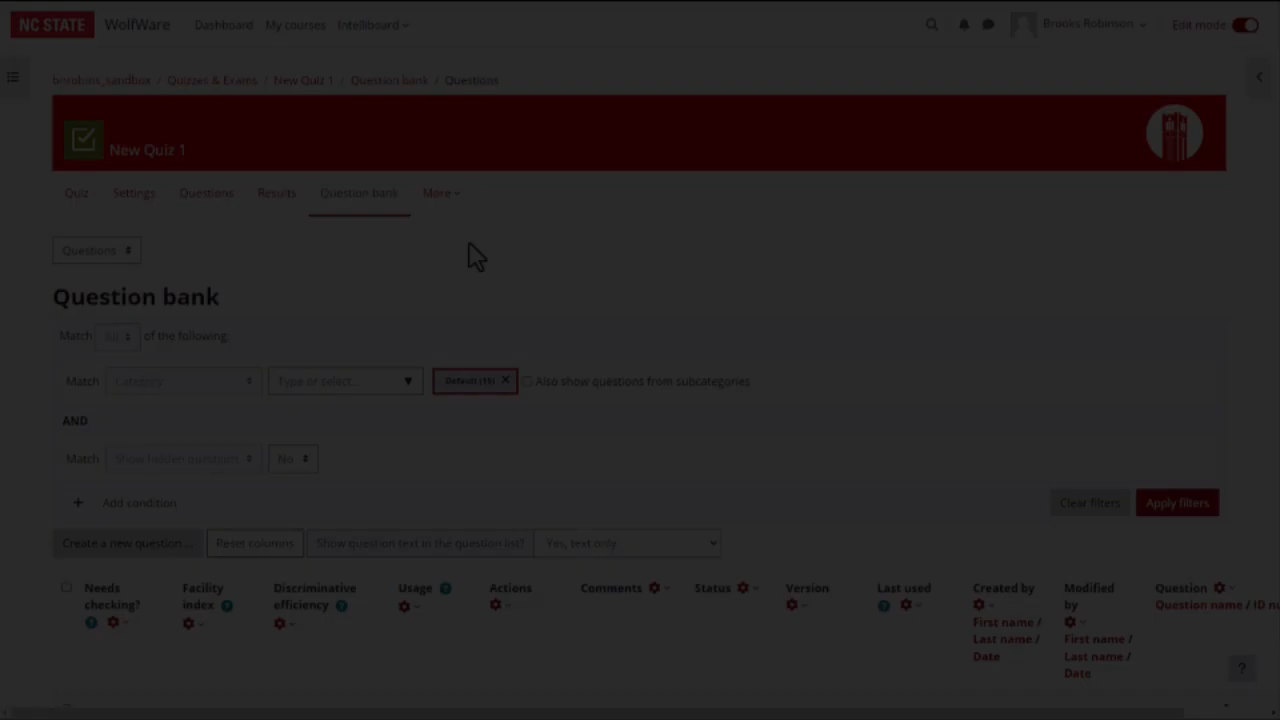 NC STATE WolfWare Dashboard My courses Intelliboard Brooks Robinson Edit mode
bnrobins_sandbox / Quizzes & Exams / New Quiz 1 / Question bank / Questions
New Quiz 1
Quiz Settings Questions Results Question bank More
Questions
Question bank
Match All of the following:
Match Category Type or select... Default (11) × Also show questions from subcategories
AND
Match Show hidden questions No
+ Add condition Clear filters Apply filters
Create a new question ... Reset columns Show question text in the question list? Yes, text only
Needs checking? ?
Facility index ?
Discriminative efficiency ?
Usage ?
Actions
Comments
Status
Version
Last used ?
Created by
First name /
Last name /
Date
Modified by
First name /
Last name /
Date
Question
Question name / ID
?